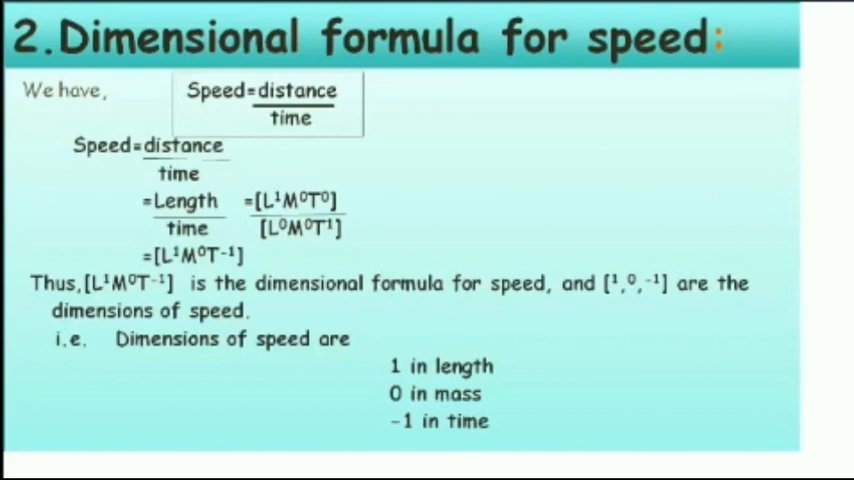 2.Dimensional formula for speed:
We have, Speed=distance
time
Speed=distance
time
=Length =[L¹M⁰T⁰]
time [L⁰M⁰T¹]
=[L¹M⁰T⁻¹]
Thus,[L¹M⁰T⁻¹] is the dimensional formula for speed, and [¹,⁰,⁻¹] are the
dimensions of speed.
i.e. Dimensions of speed are
1 in length
0 in mass
-1 in time